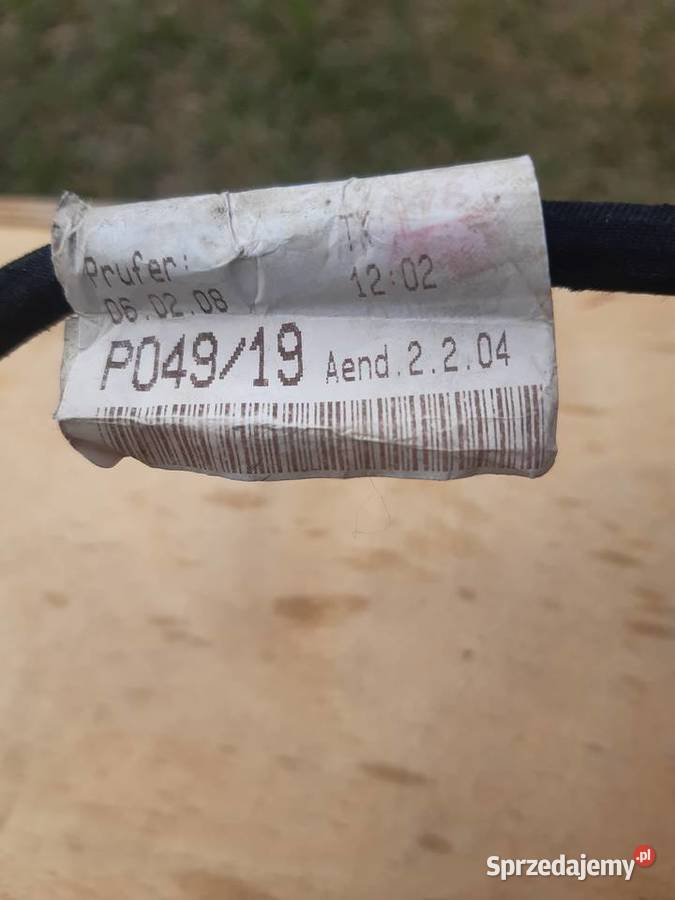 Prufer: TK
06.02.08 12:02
P049/19 Aend.2.2.04
Sprzedajemy.pl